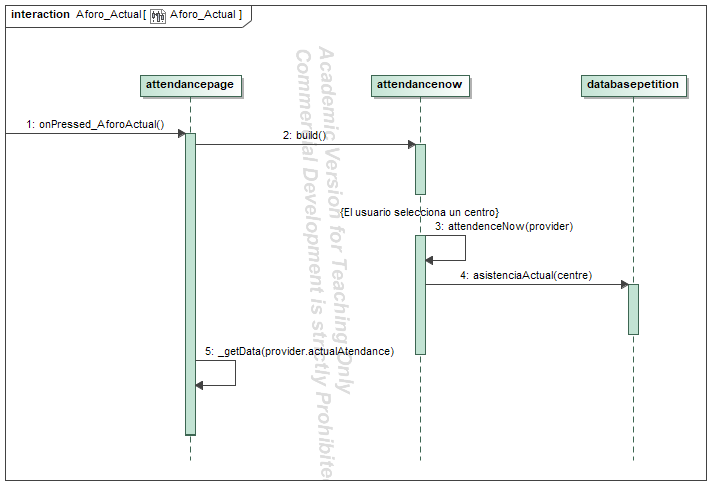 interaction Aforo_Actual[ Aforo_Actual ]
attendancepage
attendancenow
databasepetition
1: onPressed_AforoActual()
2: build()
{El usuario selecciona un centro}
3: attendenceNow(provider)
4: asistenciaActual(centre)
5: _getData(provider.actualAtendance)
Academic Version for Teaching Only
Commercial Development is strictly Prohibite